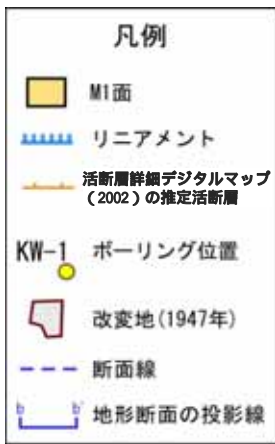 凡例
M1面
リニアメント
活断層詳細デジタルマップ
（2002）の推定活断層
KW-1 ボーリング位置
改変地(1947年)
断面線
b b' 地形断面の投影線